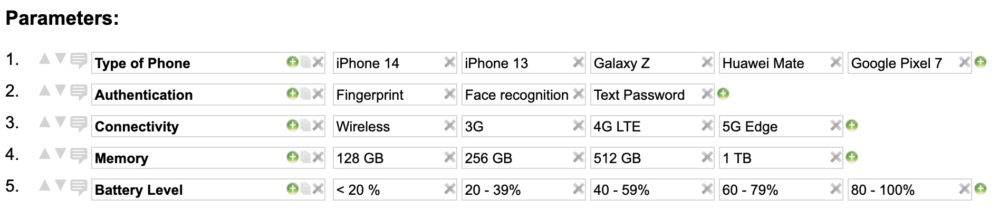 Parameters:
1. Type of Phone iPhone 14 iPhone 13 Galaxy Z Huawei Mate Google Pixel 7
2. Authentication Fingerprint Face recognition Text Password
3. Connectivity Wireless 3G 4G LTE 5G Edge
4. Memory 128 GB 256 GB 512 GB 1 TB
5. Battery Level < 20 % 20 - 39% 40 - 59% 60 - 79% 80 - 100%